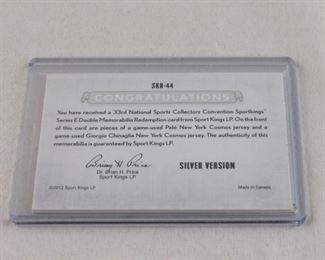 SKR-44
CONGRATULATIONS
You have received a 33rd National Sports Collectors Convention Sportkings
Series E Double Memorabilia Redemption card from Sport Kings LP. On the front
of this card are pieces of a game-used Pelé New York Cosmos jersey and a
game-used Giorgio Chinaglia New York Cosmos jersey. The authenticity of
this memorabilia is guaranteed by Sport Kings LP.
Brian H. Price
Dr. Brian H. Price
Sport Kings LP
SILVER VERSION
©2012 Sport Kings LP
Made in Canada